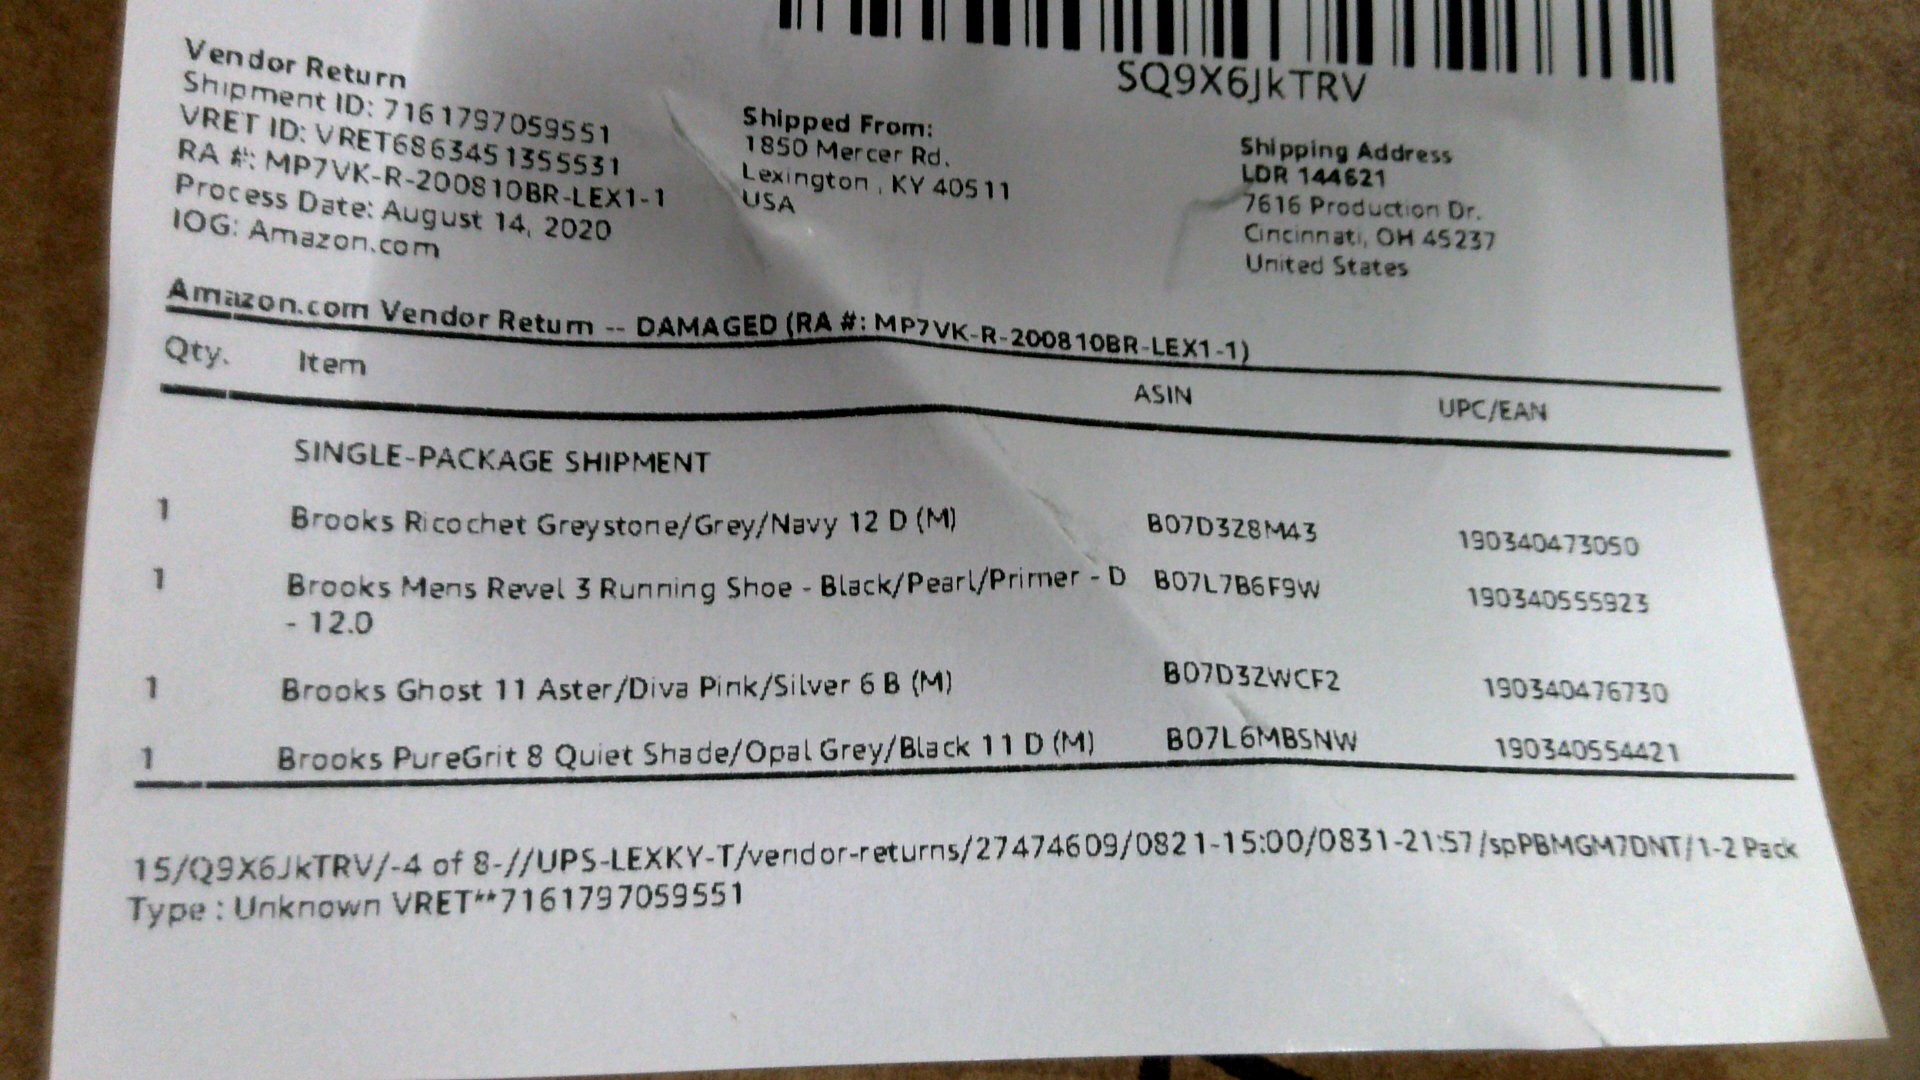 SQ9X6JkTRV
Vendor Return
Shipment ID: 7161797059551
VRET ID: VRET6863451355531
RA #: MP7VK-R-200810BR-LEX1-1
Process Date: August 14, 2020
IOG: Amazon.com
Shipped From:
1850 Mercer Rd.
Lexington , KY 40511
USA
Shipping Address
LDR 144621
7616 Production Dr.
Cincinnati, OH 45237
United States
Amazon.com Vendor Return -- DAMAGED (RA #: MP7VK-R-200810BR-LEX1-1)
Qty. Item ASIN UPC/EAN
SINGLE-PACKAGE SHIPMENT
1 Brooks Ricochet Greystone/Grey/Navy 12 D (M) B07D3Z8M43 190340473050
1 Brooks Mens Revel 3 Running Shoe - Black/Pearl/Primer - D B07L7B6F9W 190340555923
- 12.0
1 Brooks Ghost 11 Aster/Diva Pink/Silver 6 B (M) B07D3ZWCF2 190340476730
1 Brooks PureGrit 8 Quiet Shade/Opal Grey/Black 11 D (M) B07L6MBSNW 190340554421
15/Q9X6JkTRV/-4 of 8-//UPS-LEXKY-T/vendor-returns/27474609/0821-15:00/0831-21:57/spPBMGM7DNT/1-2 Pack
Type : Unknown VRET**7161797059551